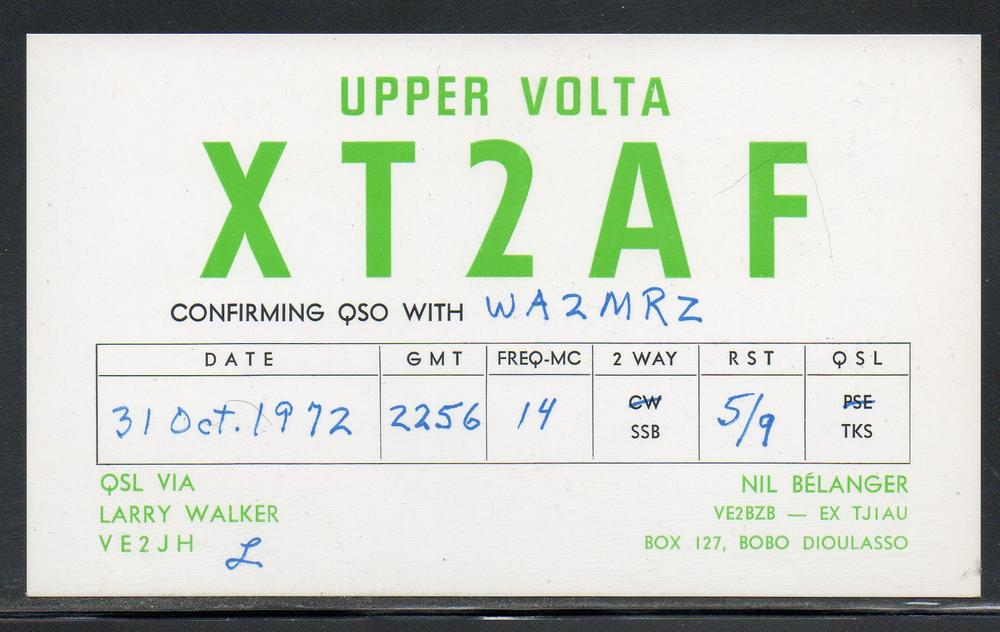 UPPER VOLTA
XT2AF
CONFIRMING QSO WITH WA2MRZ
DATE GMT FREQ-MC 2 WAY RST QSL
CW PSE
31 Oct. 1972 2256 14 5/9
SSB TKS
QSL VIA NIL BÉLANGER
LARRY WALKER VE2BZB — EX TJ1AU
VE2JH L BOX 127, BOBO DIOULASSO